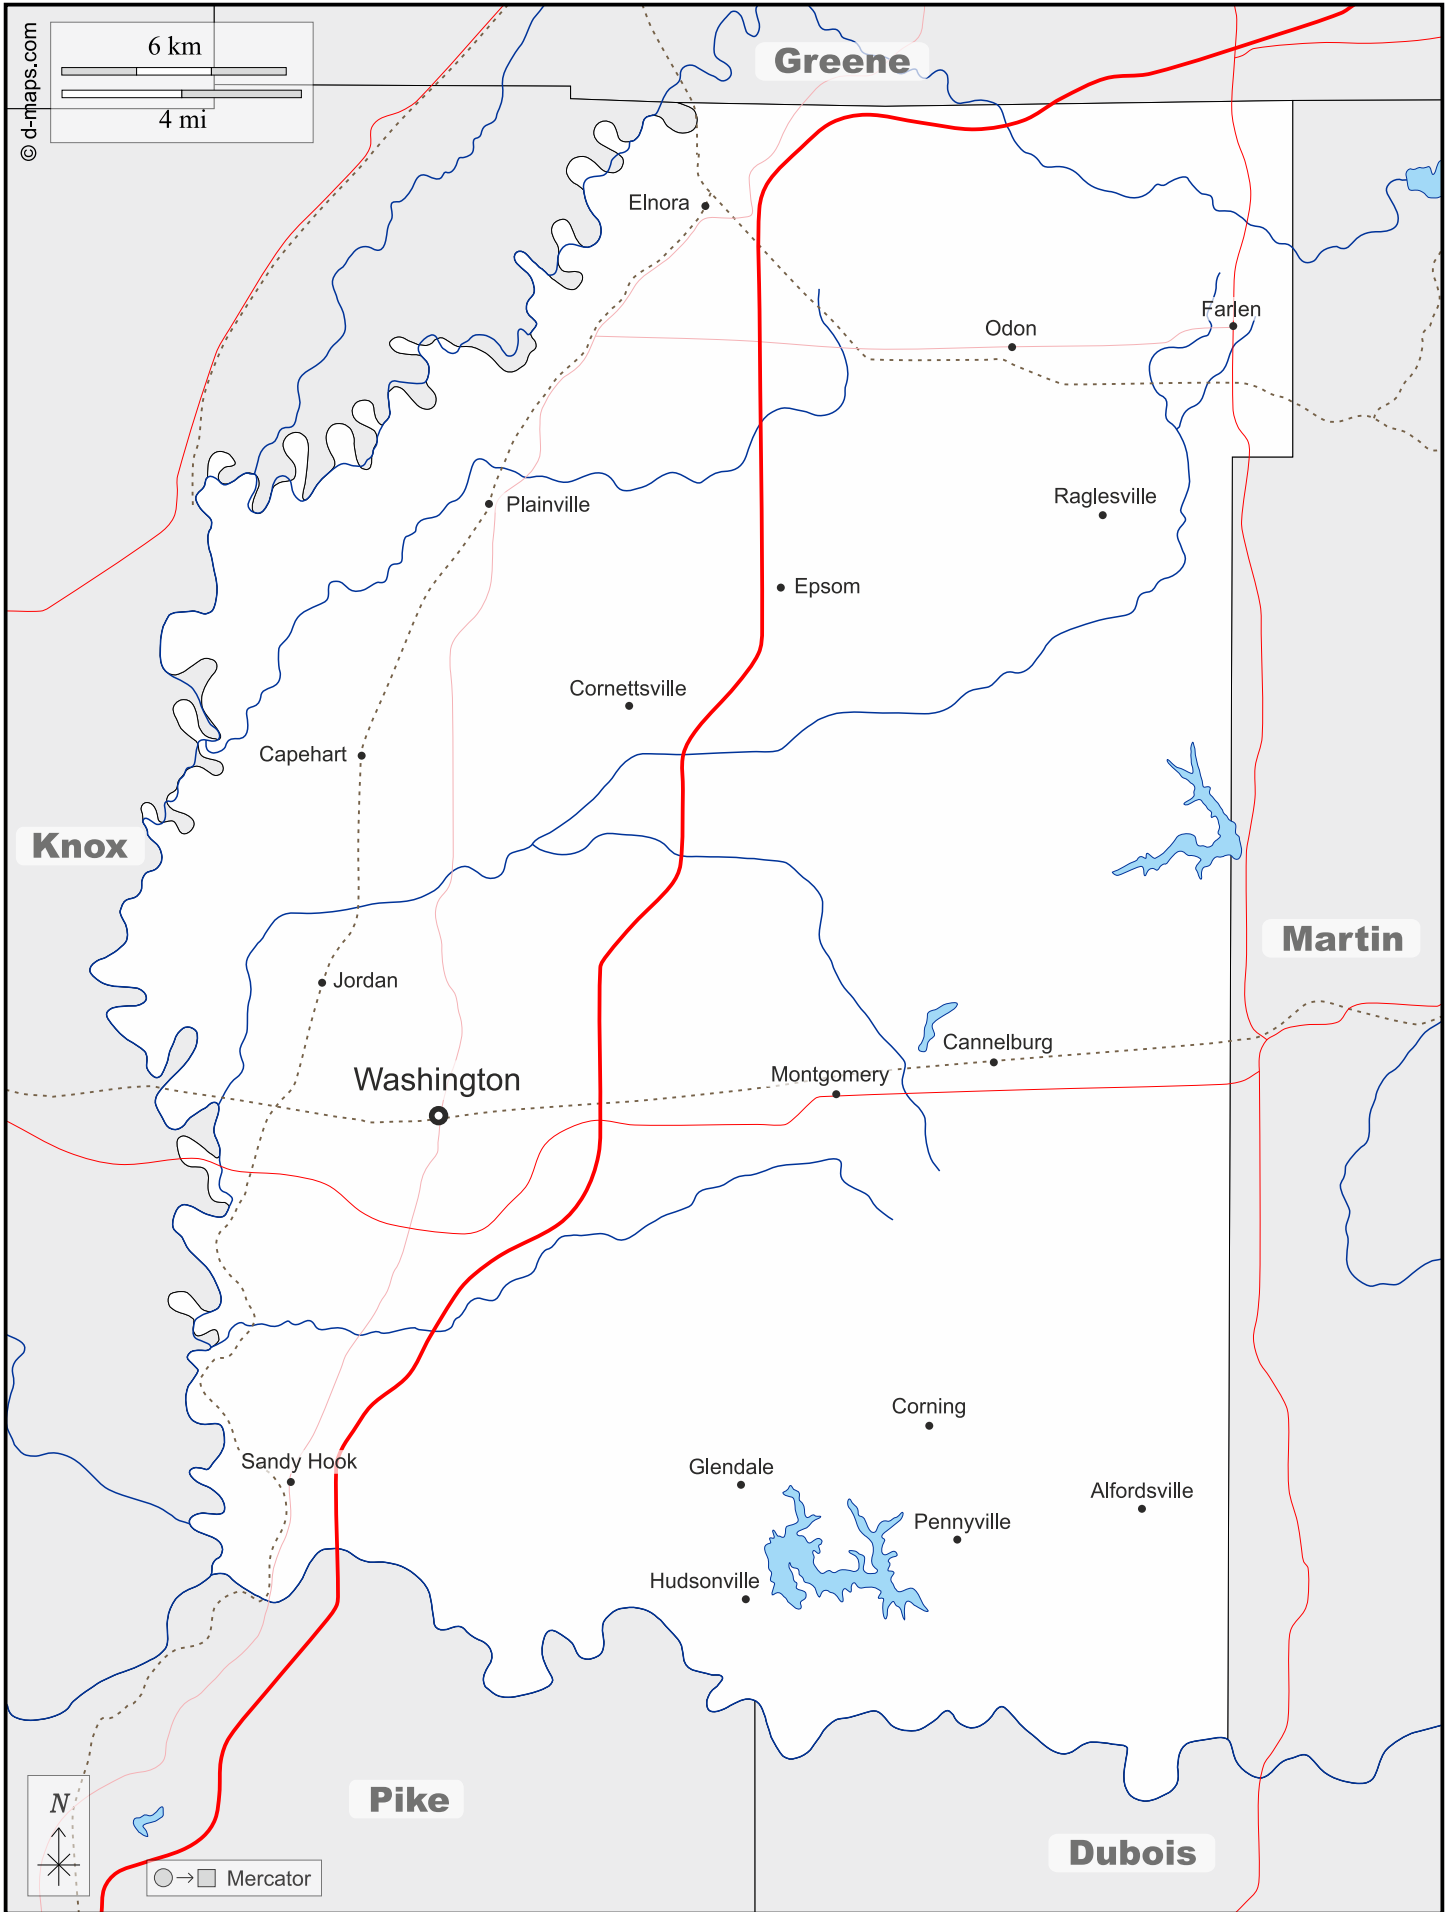 © d-maps.com
6 km
4 mi
Greene
Elnora
Farlen
Odon
Raglesville
Plainville
Epsom
Cornettsville
Capehart
Knox
Martin
Jordan
Cannelburg
Montgomery
Washington
Corning
Sandy Hook
Glendale
Alfordsville
Pennyville
Hudsonville
Pike
N
Dubois
Mercator